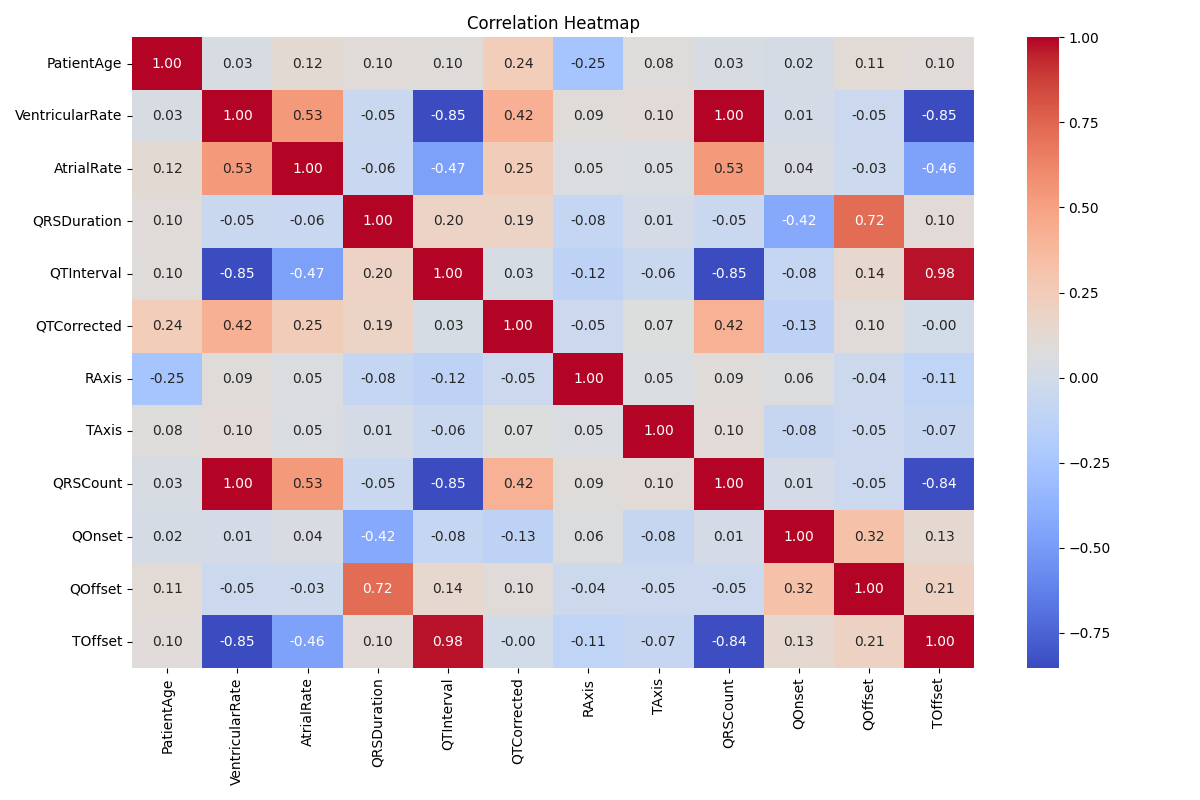 Correlation Heatmap
PatientAge 1.00 0.03 0.12 0.10 0.10 0.24 -0.25 0.08 0.03 0.02 0.11 0.10
VentricularRate 0.03 1.00 0.53 -0.05 -0.85 0.42 0.09 0.10 1.00 0.01 -0.05 -0.85
AtrialRate 0.12 0.53 1.00 -0.06 -0.47 0.25 0.05 0.05 0.53 0.04 -0.03 -0.46
QRSDuration 0.10 -0.05 -0.06 1.00 0.20 0.19 -0.08 0.01 -0.05 -0.42 0.72 0.10
QTInterval 0.10 -0.85 -0.47 0.20 1.00 0.03 -0.12 -0.06 -0.85 -0.08 0.14 0.98
QTCorrected 0.24 0.42 0.25 0.19 0.03 1.00 -0.05 0.07 0.42 -0.13 0.10 -0.00
RAxis -0.25 0.09 0.05 -0.08 -0.12 -0.05 1.00 0.05 0.09 0.06 -0.04 -0.11
TAxis 0.08 0.10 0.05 0.01 -0.06 0.07 0.05 1.00 0.10 -0.08 -0.05 -0.07
QRSCount 0.03 1.00 0.53 -0.05 -0.85 0.42 0.09 0.10 1.00 0.01 -0.05 -0.84
QOnset 0.02 0.01 0.04 -0.42 -0.08 -0.13 0.06 -0.08 0.01 1.00 0.32 0.13
QOffset 0.11 -0.05 -0.03 0.72 0.14 0.10 -0.04 -0.05 -0.05 0.32 1.00 0.21
TOffset 0.10 -0.85 -0.46 0.10 0.98 -0.00 -0.11 -0.07 -0.84 0.13 0.21 1.00
PatientAge VentricularRate AtrialRate QRSDuration QTInterval QTCorrected RAxis TAxis QRSCount QOnset QOffset TOffset
1.00
0.75
0.50
0.25
0.00
−0.25
−0.50
−0.75